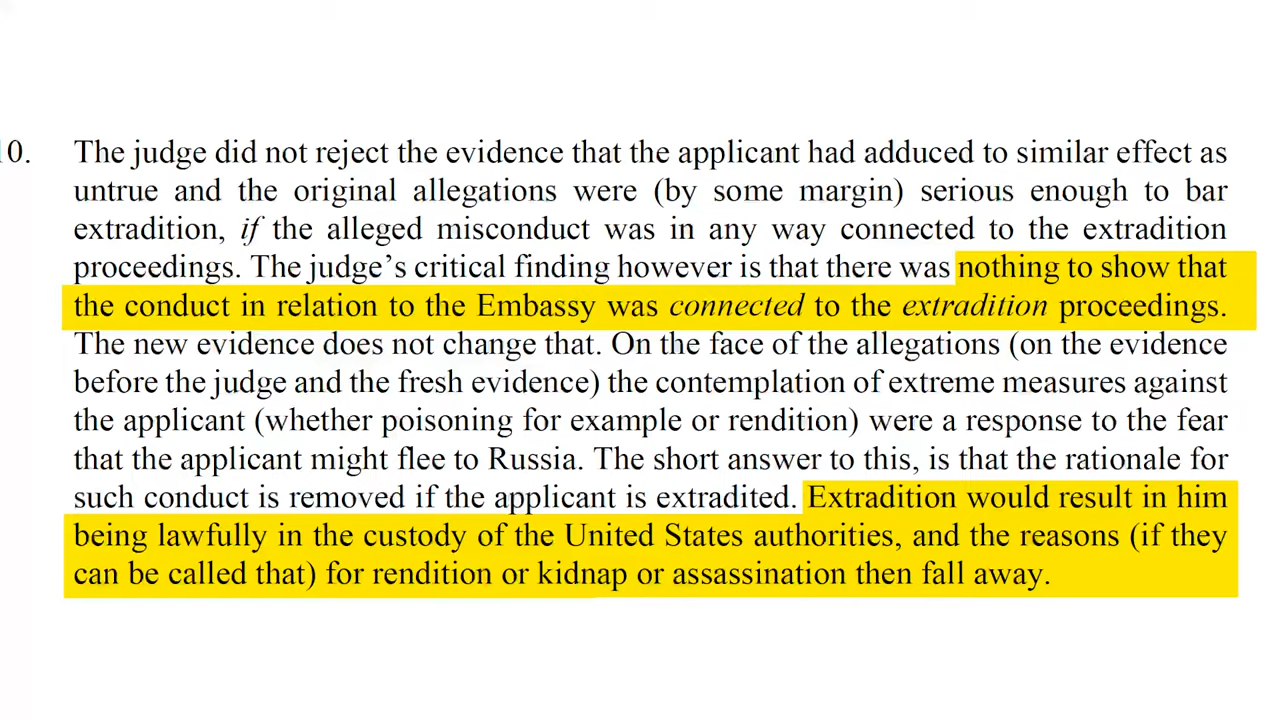 10. The judge did not reject the evidence that the applicant had adduced to similar effect as
untrue and the original allegations were (by some margin) serious enough to bar
extradition, if the alleged misconduct was in any way connected to the extradition
proceedings. The judge’s critical finding however is that there was nothing to show that
the conduct in relation to the Embassy was connected to the extradition proceedings.
The new evidence does not change that. On the face of the allegations (on the evidence
before the judge and the fresh evidence) the contemplation of extreme measures against
the applicant (whether poisoning for example or rendition) were a response to the fear
that the applicant might flee to Russia. The short answer to this, is that the rationale for
such conduct is removed if the applicant is extradited. Extradition would result in him
being lawfully in the custody of the United States authorities, and the reasons (if they
can be called that) for rendition or kidnap or assassination then fall away.